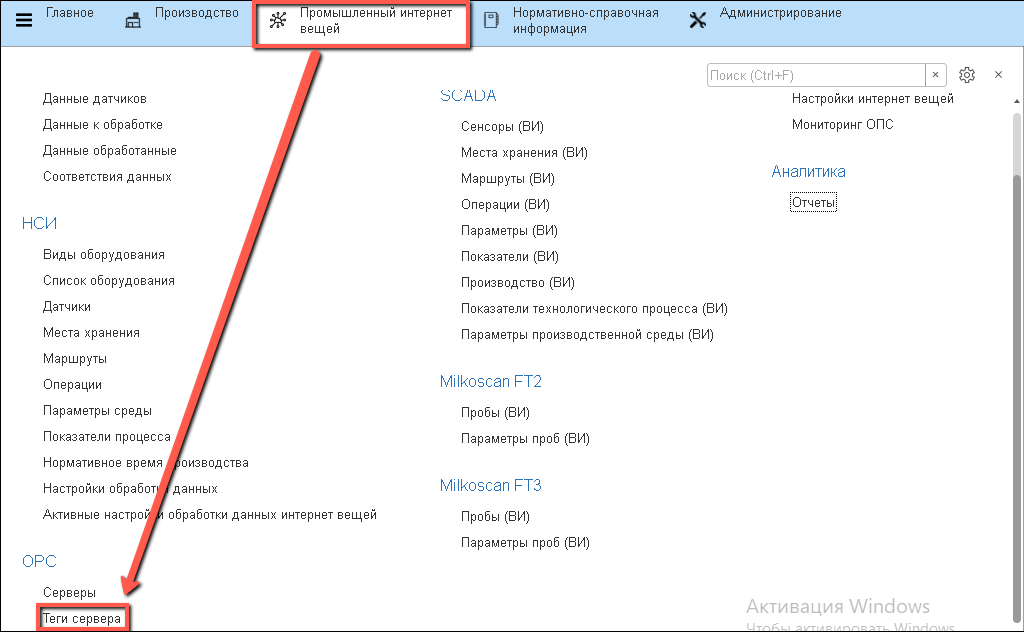 Главное
Производство
Промышленный интернет
вещей
Нормативно-справочная
информация
Администрирование
Поиск (Ctrl+F)
Данные датчиков
Данные к обработке
Данные обработанные
Соответствия данных
НСИ
Виды оборудования
Список оборудования
Датчики
Места хранения
Маршруты
Операции
Параметры среды
Показатели процесса
Нормативное время производства
Настройки обработки данных
Активные настройки обработки данных интернет вещей
OPC
Серверы
Теги сервера
SCADA
Сенсоры (ВИ)
Места хранения (ВИ)
Маршруты (ВИ)
Операции (ВИ)
Параметры (ВИ)
Показатели (ВИ)
Производство (ВИ)
Показатели технологического процесса (ВИ)
Параметры производственной среды (ВИ)
Milkoscan FT2
Пробы (ВИ)
Параметры проб (ВИ)
Milkoscan FT3
Пробы (ВИ)
Параметры проб (ВИ)
Настройки интернет вещей
Мониторинг ОПС
Аналитика
Отчеты
Активация Windows
Чтобы активировать Windows